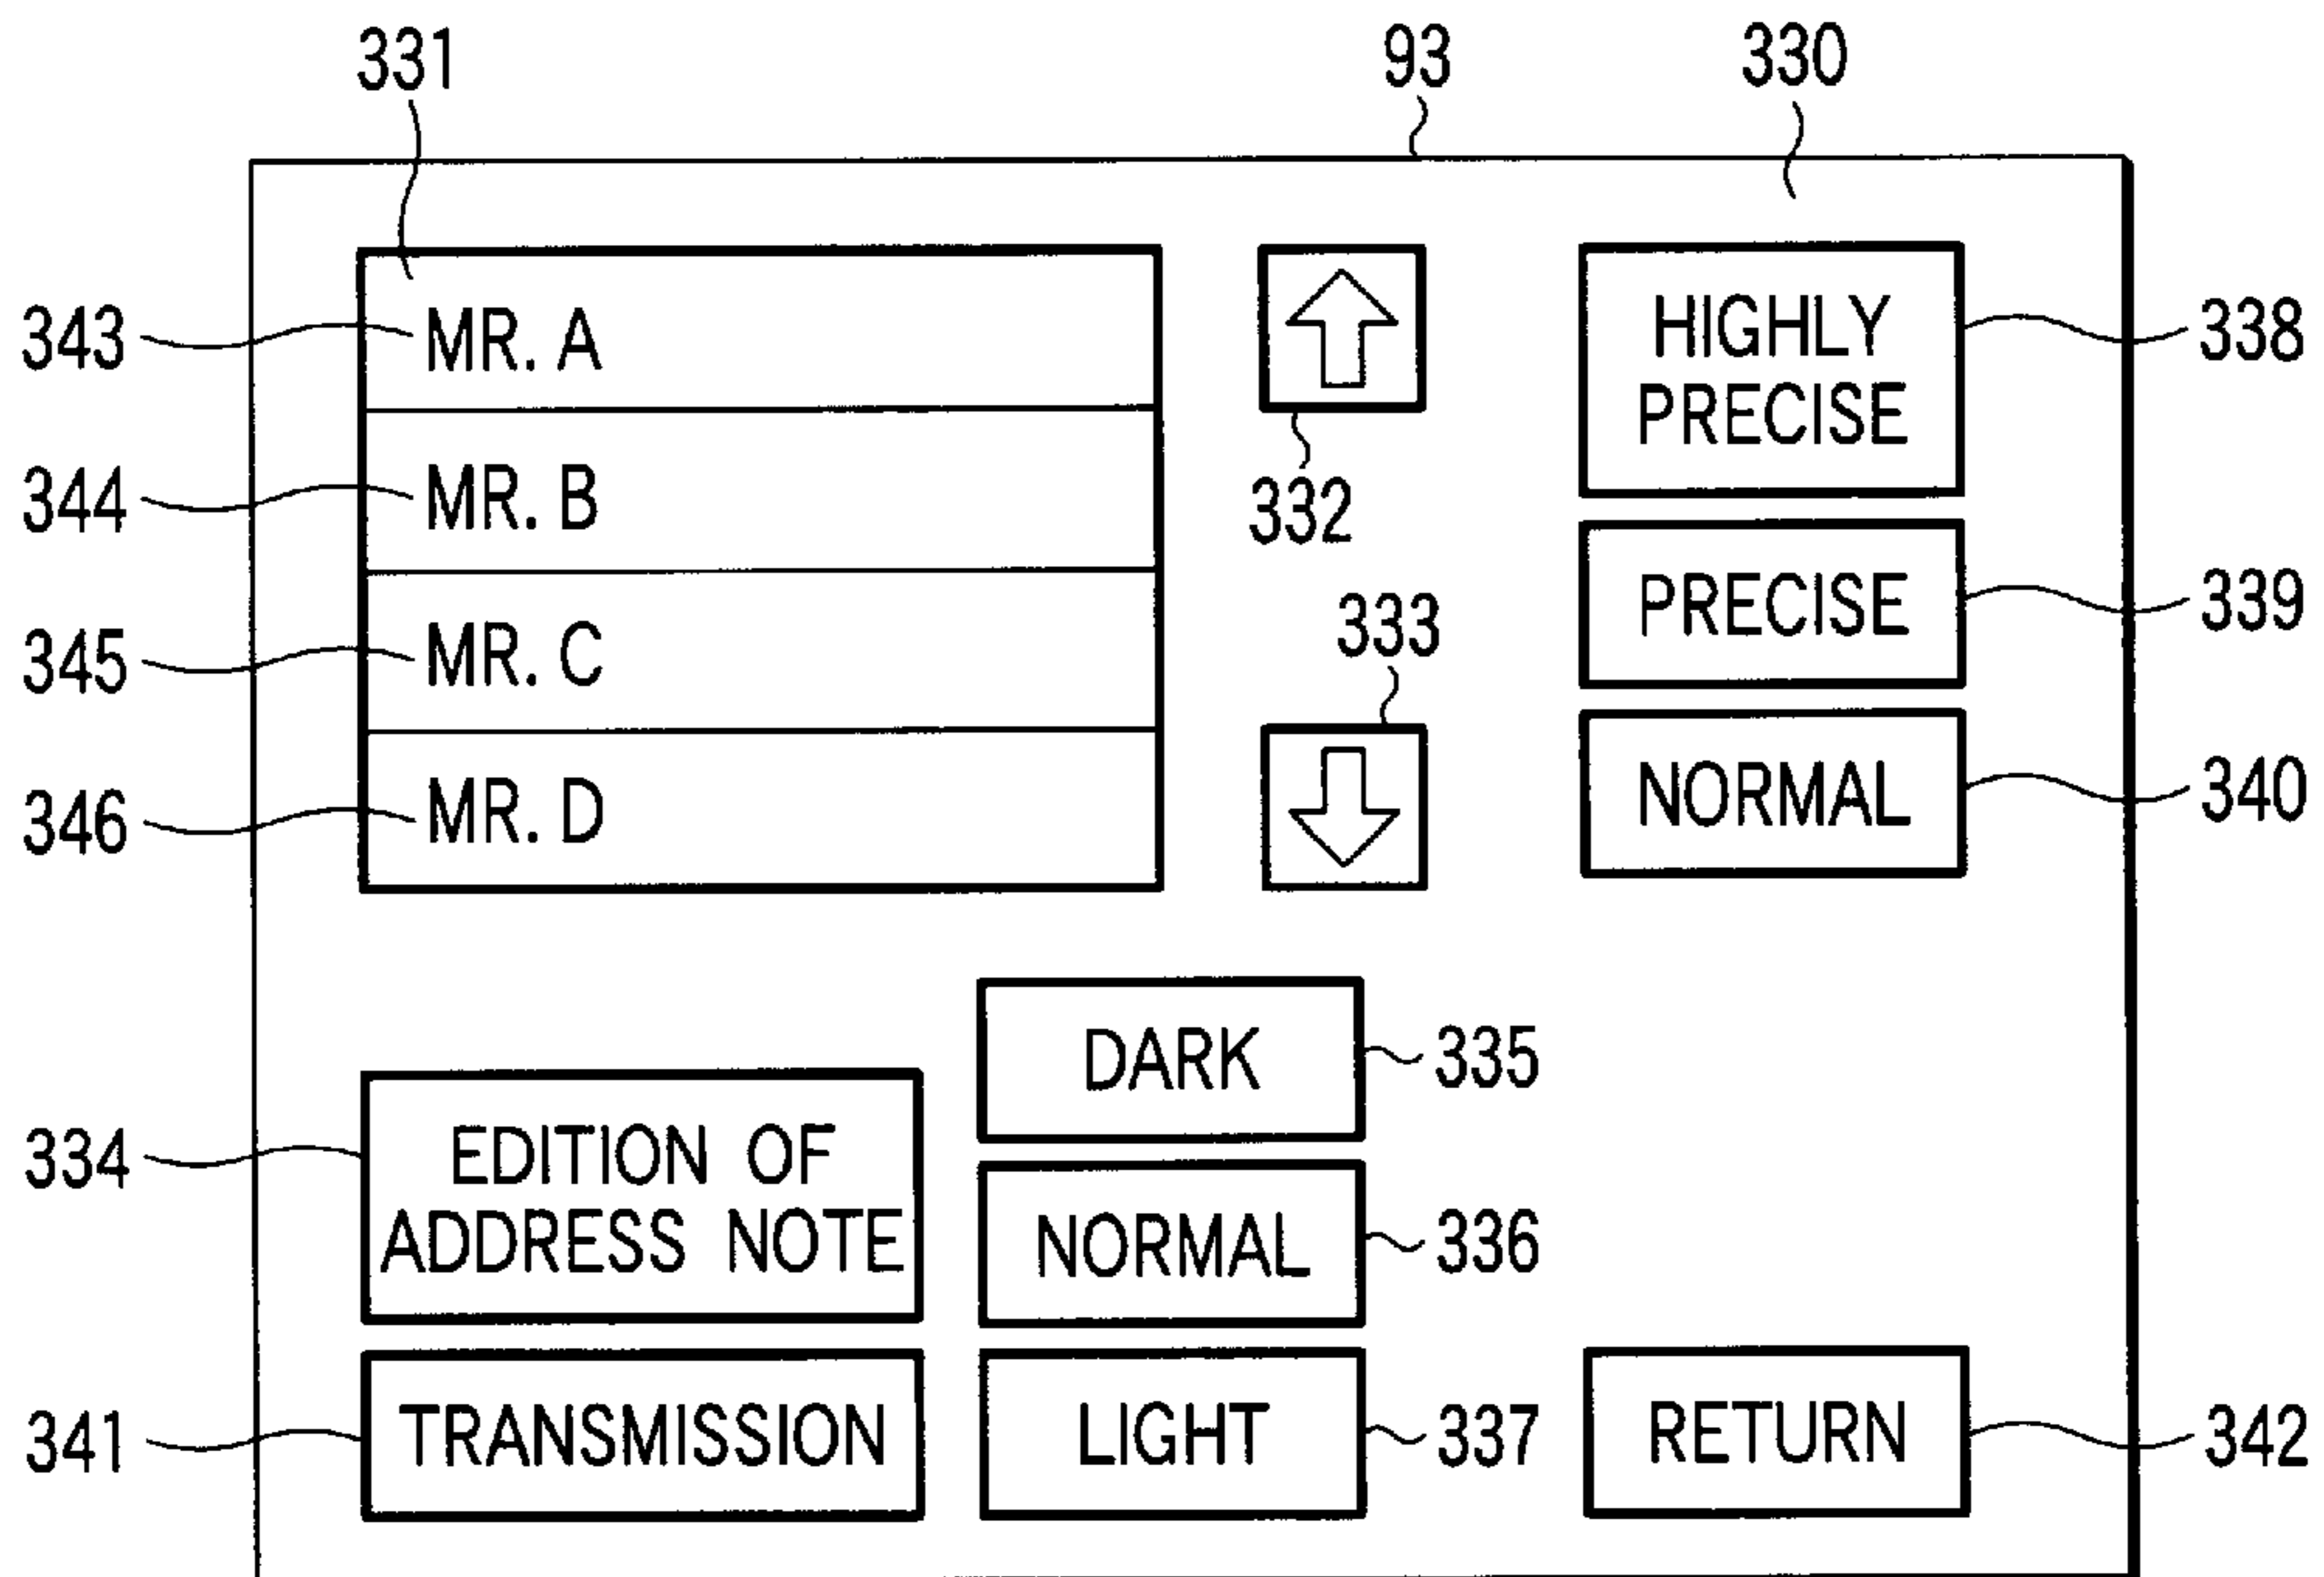 331
93
330
343
MR. A
HIGHLY
PRECISE
338
344
MR. B
332
PRECISE
339
345
MR. C
333
346
MR. D
NORMAL
340
DARK
335
334
EDITION OF
ADDRESS NOTE
NORMAL
336
341
TRANSMISSION
LIGHT
337
RETURN
342